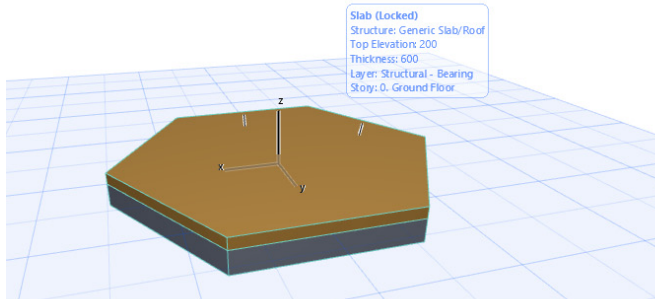 Slab (Locked)
Structure: Generic Slab/Roof
Top Elevation: 200
Thickness: 600
Layer: Structural - Bearing
Story: 0. Ground Floor
z
x
y